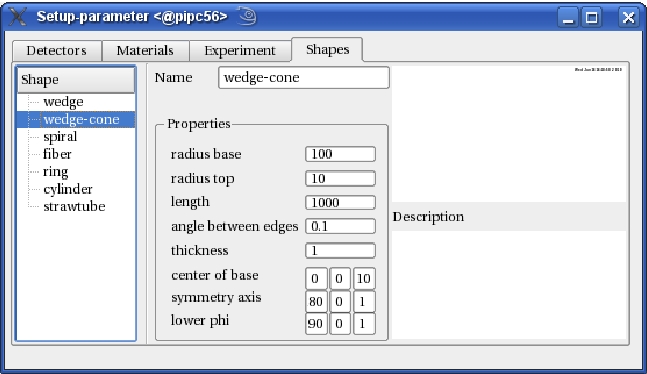 Setup-parameter <@pipc56>
Detectors Materials Experiment Shapes
Shape
wedge
wedge-cone
spiral
fiber
ring
cylinder
strawtube
Name wedge-cone
Properties
radius base 100
radius top 10
length 1000
angle between edges 0.1
thickness 1
center of base 0 0 10
symmetry axis 80 0 1
lower phi 90 0 1
Description